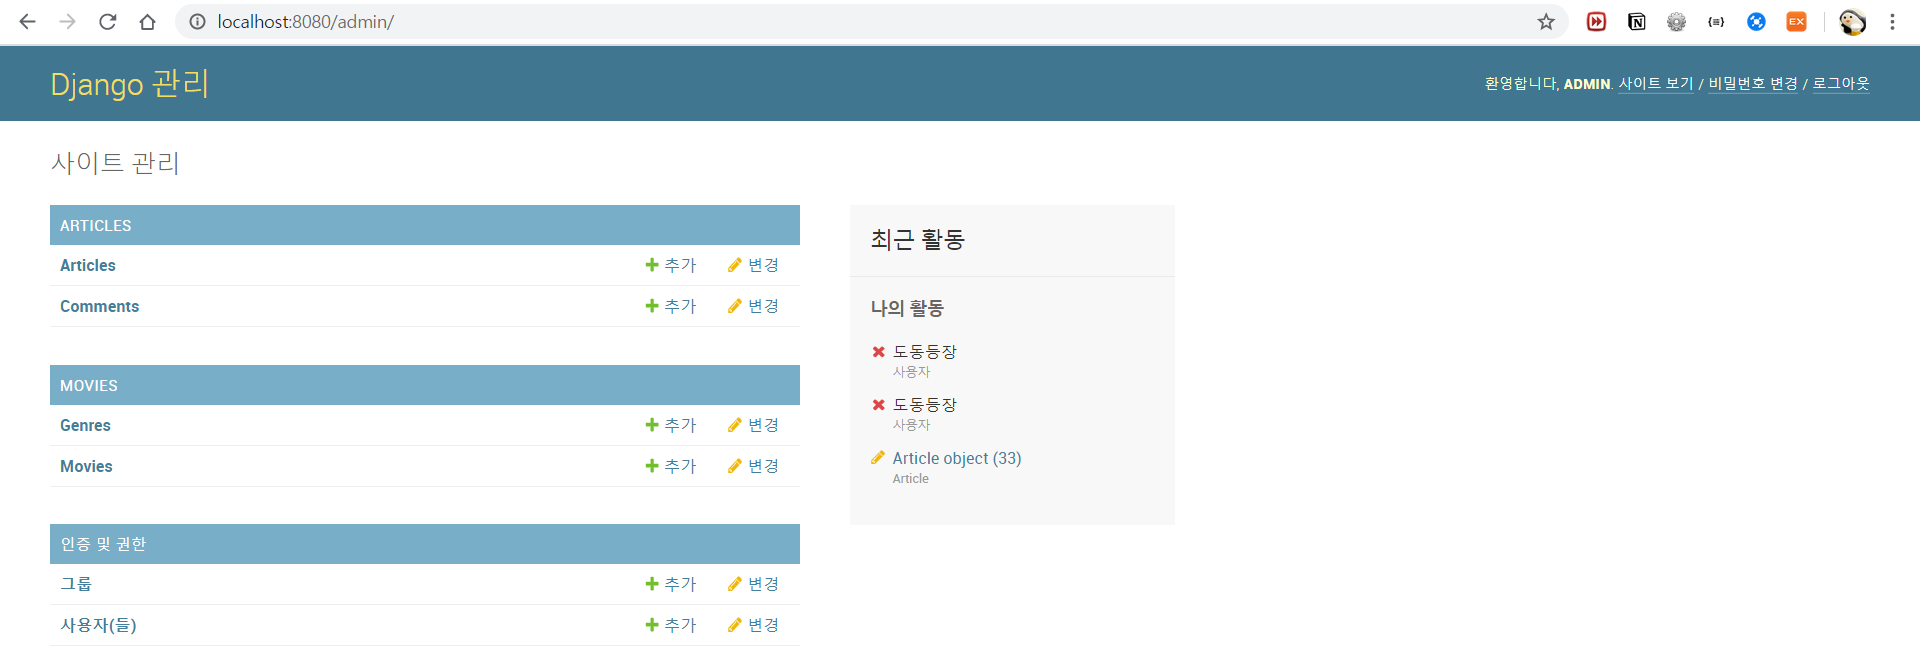 localhost:8080/admin/
Django 관리
환영합니다, ADMIN. 사이트 보기 / 비밀번호 변경 / 로그아웃
사이트 관리
ARTICLES
Articles 추가 변경
Comments 추가 변경
MOVIES
Genres 추가 변경
Movies 추가 변경
인증 및 권한
그룹 추가 변경
사용자(들) 추가 변경
최근 활동
나의 활동
도동등장
사용자
도동등장
사용자
Article object (33)
Article